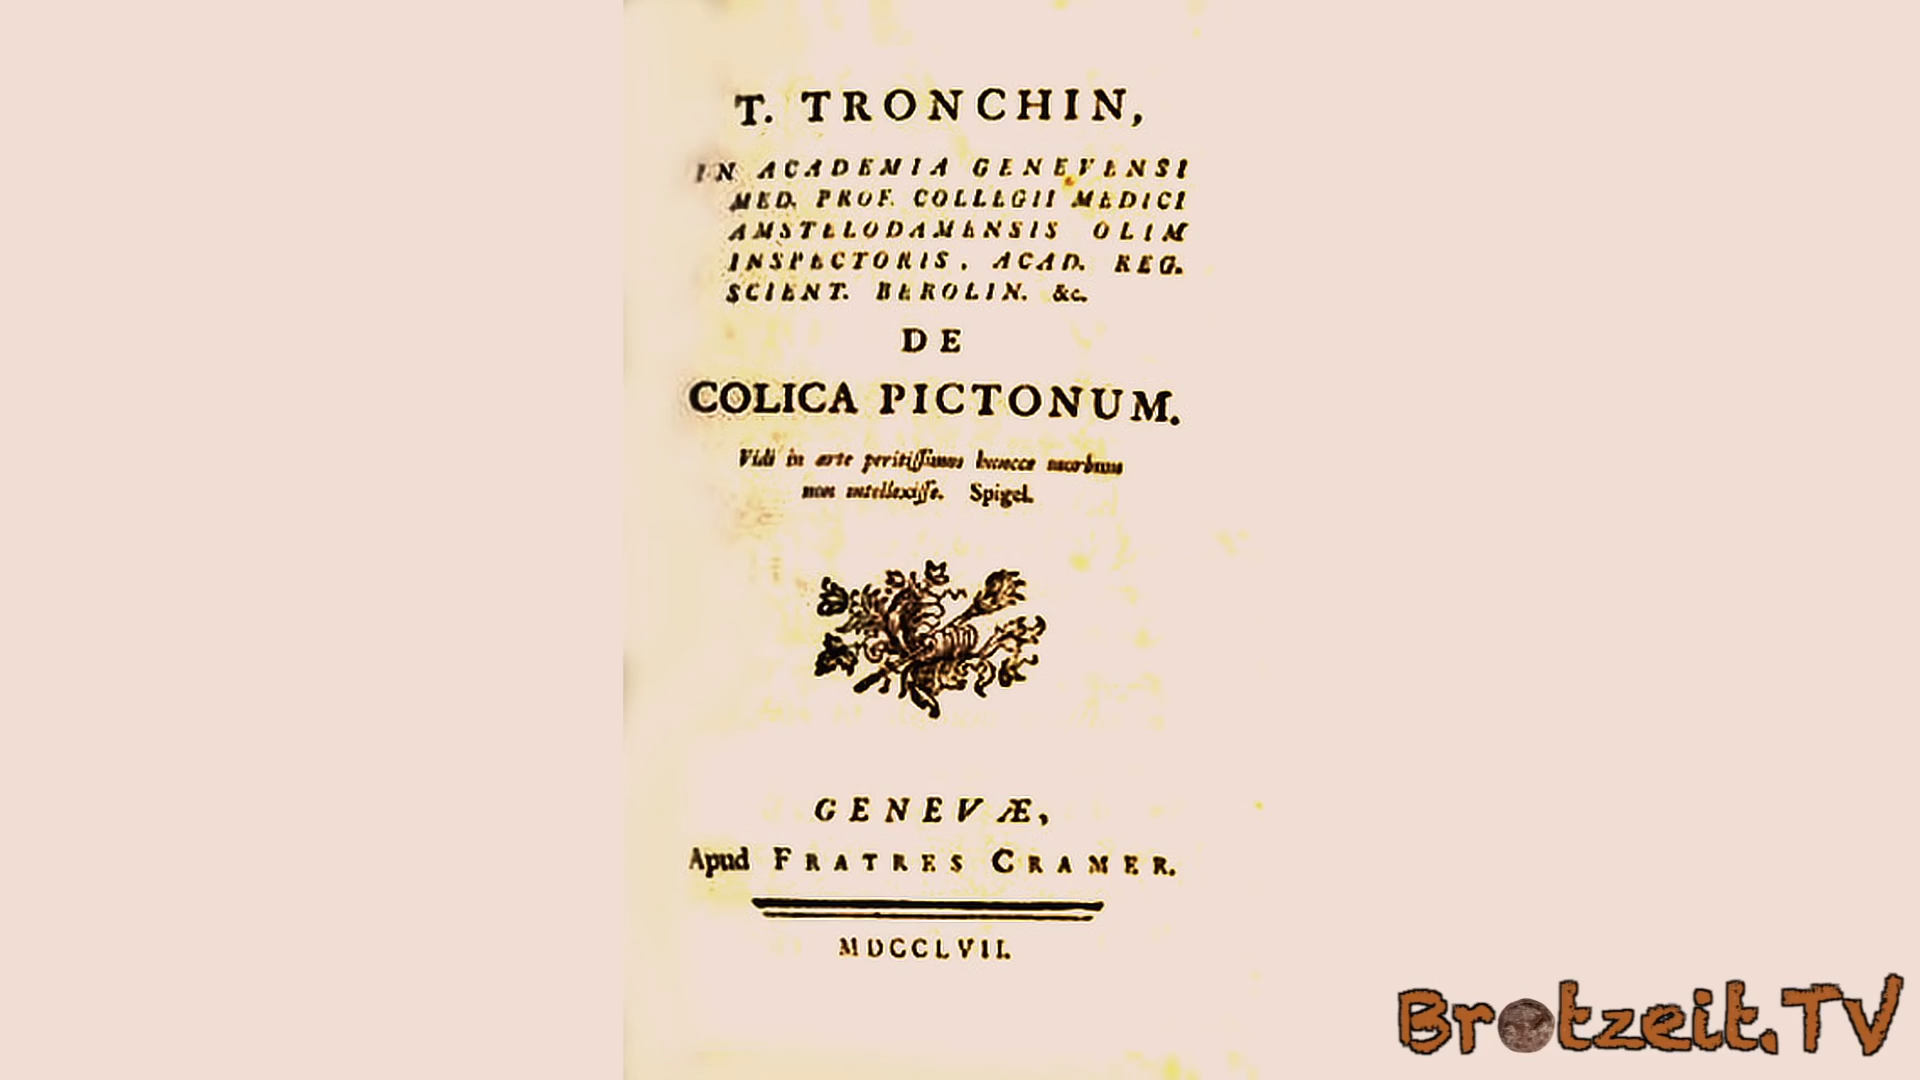 T. TRONCHIN,
IN ACADEMIA GENEVENSI
MED. PROF. COLLEGII MEDICI
AMSTELODAMENSIS OLIM
INSPECTORIS, ACAD. REG.
SCIENT. BEROLIN. &c.
DE
COLICA PICTONUM.
Vidi in arte peritissimos huncce morbum
non intellexisse. Spigel.
GENEVÆ,
Apud FRATRES CRAMER.
MDCCLVII.
Brotzeit.TV